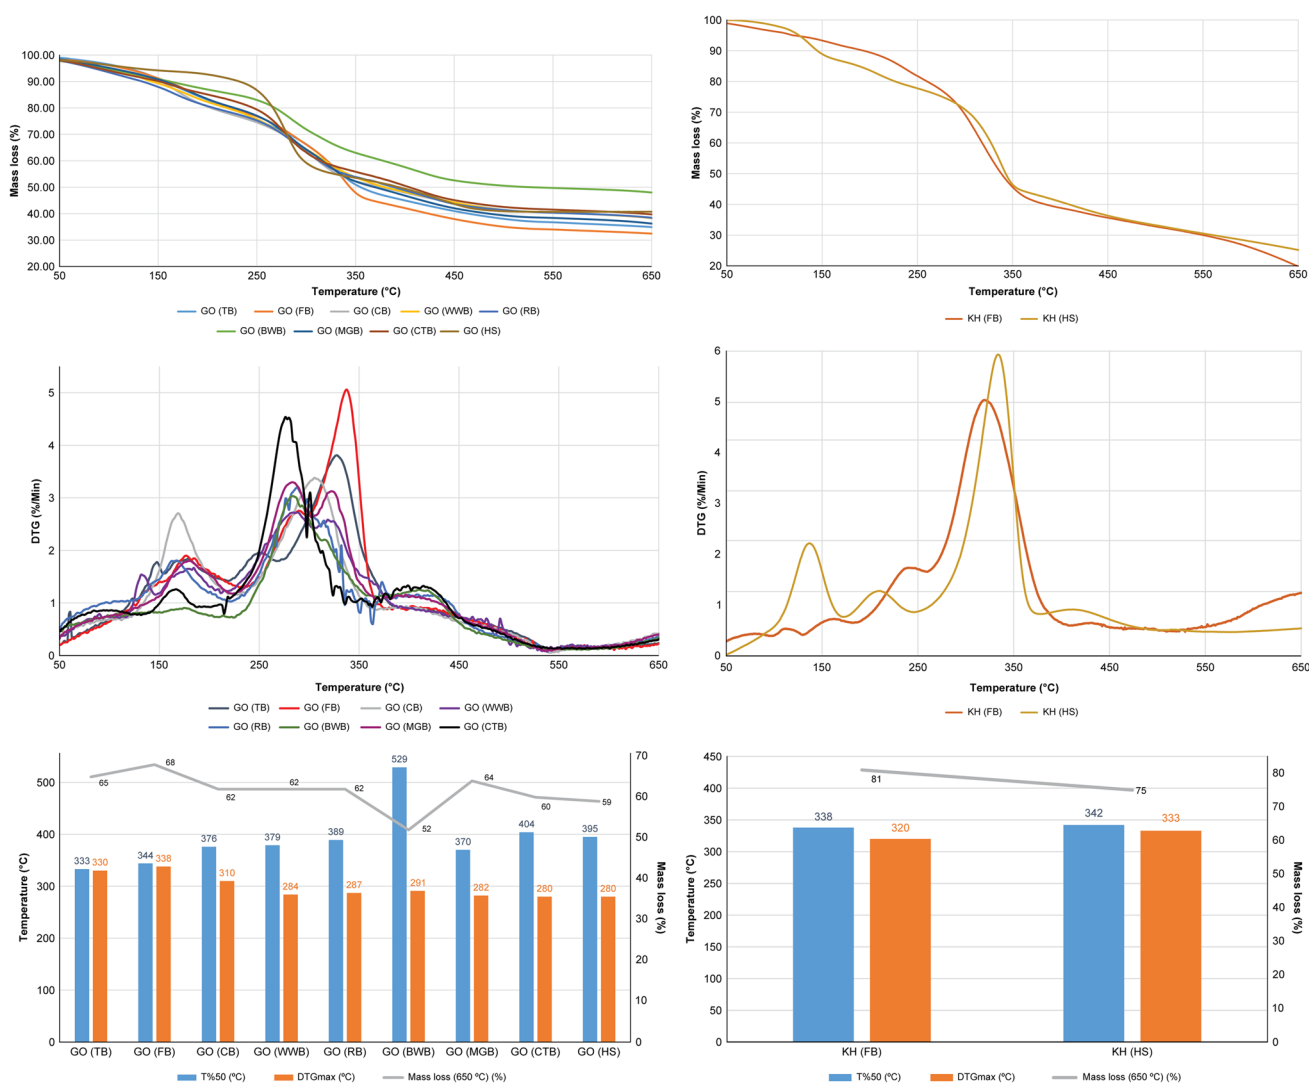 100.00
90.00
80.00
70.00
60.00
50.00
40.00
30.00
20.00
Mass loss (%)
50 150 250 350 450 550 650
Temperature (°C)
GO (TB) GO (FB) GO (CB) GO (WWB) GO (RB)
GO (BWB) GO (MGB) GO (CTB) GO (HS)
100
90
80
70
60
50
40
30
20
Mass loss (%)
50 150 250 350 450 550 650
Temperature (°C)
KH (FB) KH (HS)
5
4
3
2
1
0
DTG (%/Min)
50 150 250 350 450 550 650
Temperature (°C)
GO (TB) GO (FB) GO (CB) GO (WWB)
GO (RB) GO (BWB) GO (MGB) GO (CTB)
6
5
4
3
2
1
0
DTG (%/Min)
50 150 250 350 450 550 650
Temperature (°C)
KH (FB) KH (HS)
500
400
300
200
100
0
Temperature (°C)
70
60
50
40
30
20
10
0
Mass loss (%)
65 68 62 62 62 52 64 60 59
333 344 376 379 389 529 370 404 395
330 338 310 284 287 291 282 280 280
GO (TB) GO (FB) GO (CB) GO (WWB) GO (RB) GO (BWB) GO (MGB) GO (CTB) GO (HS)
T%50 (ºC) DTGmax (ºC) Mass loss (650 ºC) (%)
450
400
350
300
250
200
150
100
50
0
Temperature (°C)
80
70
60
50
40
30
20
10
0
Mass loss (%)
81 75
338 320 342 333
KH (FB) KH (HS)
T%50 (ºC) DTGmax (ºC) Mass loss (650 ºC) (%)